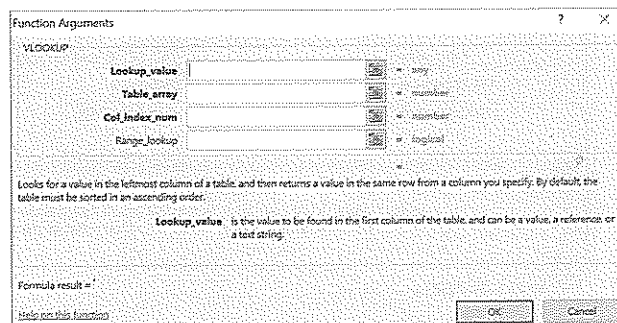 Function Arguments ? ×
VLOOKUP
Lookup_value = any
Table_array = number
Col_index_num = number
Range_lookup = logical
=
Looks for a value in the leftmost column of a table, and then returns a value in the same row from a column you specify. By default, the
table must be sorted in an ascending order.
Lookup_value is the value to be found in the first column of the table, and can be a value, a reference, or
a text string.
Formula result =
Help on this function OK Cancel